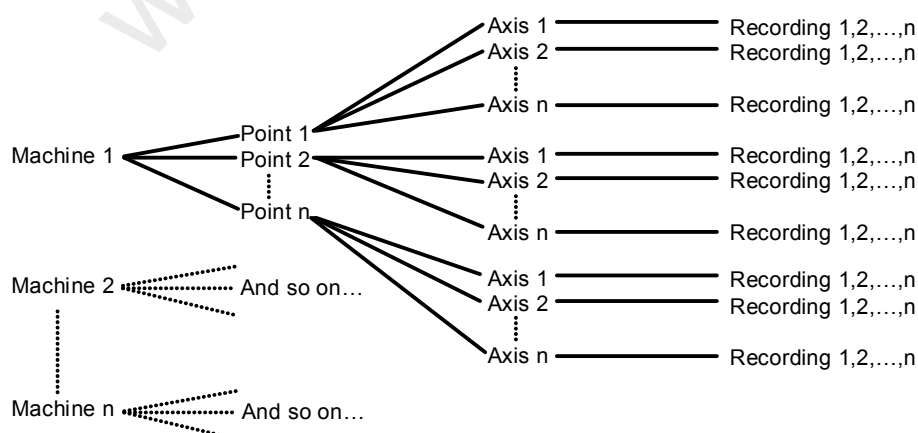 Axis 1 Recording 1,2,…,n
Axis 2 Recording 1,2,…,n
Axis n Recording 1,2,…,n
Point 1
Machine 1 Point 2 Axis 1 Recording 1,2,…,n
Axis 2 Recording 1,2,…,n
Point n
Axis n Recording 1,2,…,n
Machine 2 And so on… Axis 1 Recording 1,2,…,n
Axis 2 Recording 1,2,…,n
Axis n Recording 1,2,…,n
Machine n And so on…